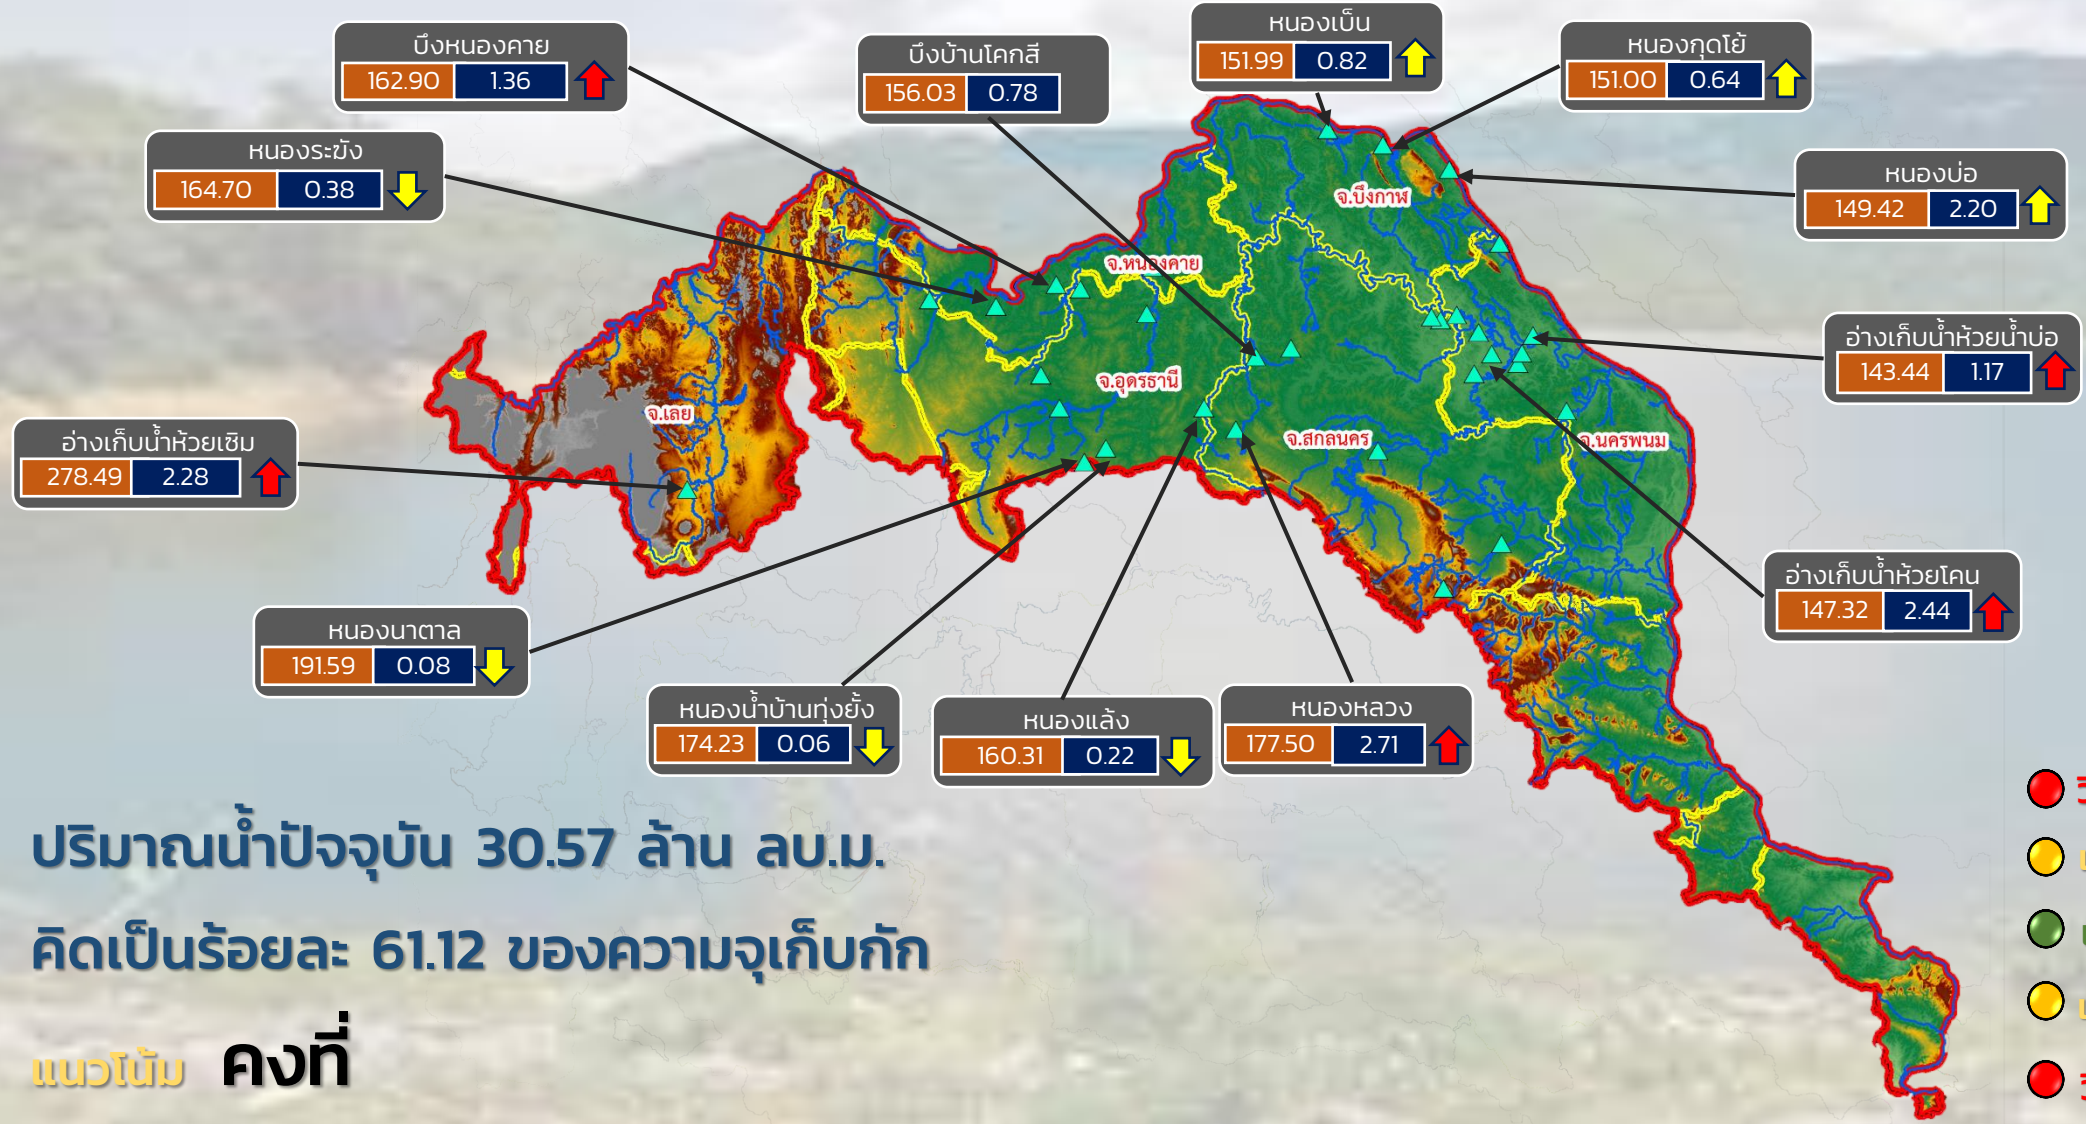 หนองเบ็น
151.99 0.82
บึงหนองคาย
162.90 1.36
บึงบ้านโคกสี
156.03 0.78
หนองกุดโย้
151.00 0.64
หนองระฆัง
164.70 0.38
หนองบ่อ
149.42 2.20
จ.บึงกาฬ
จ.หนองคาย
อ่างเก็บน้ำห้วยน้ำบ่อ
143.44 1.17
จ.อุดรธานี
จ.เลย
จ.สกลนคร
จ.นครพนม
อ่างเก็บน้ำห้วยเซิม
278.49 2.28
อ่างเก็บน้ำห้วยโคน
147.32 2.44
หนองนาตาล
191.59 0.08
หนองน้ำบ้านทุ่งยั้ง
174.23 0.06
หนองแล้ง
160.31 0.22
หนองหลวง
177.50 2.71
ปริมาณน้ำปัจจุบัน 30.57 ล้าน ลบ.ม.
คิดเป็นร้อยละ 61.12 ของความจุเก็บกัก
แนวโน้ม คงที่